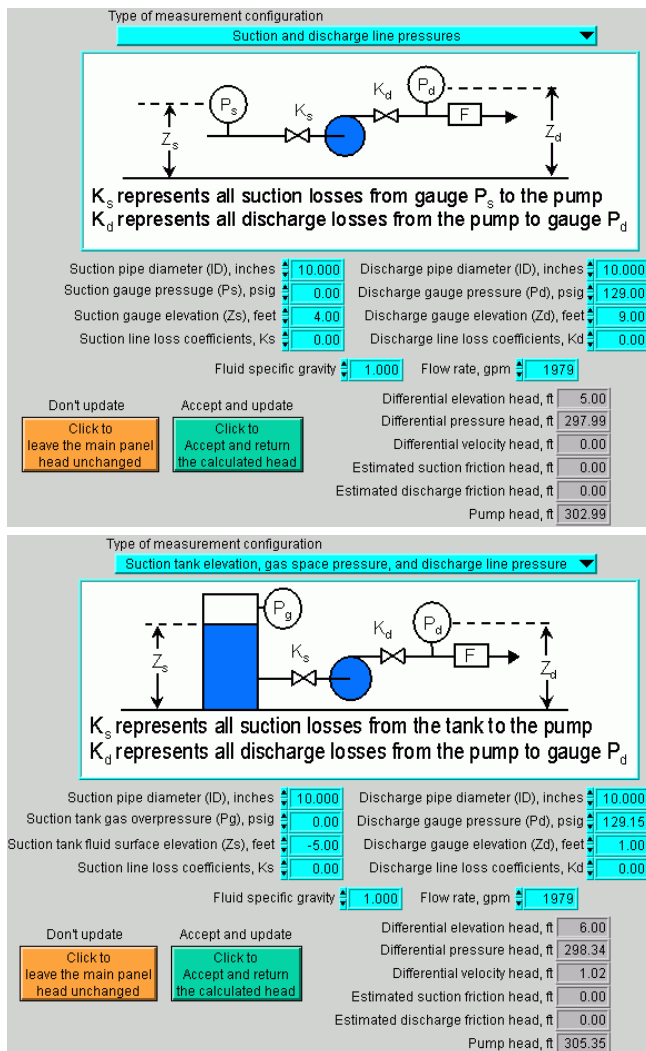 Type of measurement configuration
Suction and discharge line pressures
Ps
Ks
Kd
Pd
F
Zs
Zd
Ks represents all suction losses from gauge Ps to the pump
Kd represents all discharge losses from the pump to gauge Pd
Suction pipe diameter (ID), inches 10.000 Discharge pipe diameter (ID), inches 10.000
Suction gauge pressuge (Ps), psig 0.00 Discharge gauge pressure (Pd), psig 129.00
Suction gauge elevation (Zs), feet 4.00 Discharge gauge elevation (Zd), feet 9.00
Suction line loss coefficients, Ks 0.00 Discharge line loss coefficients, Kd 0.00
Fluid specific gravity 1.000 Flow rate, gpm 1979
Don't update Accept and update
Click to leave the main panel head unchanged
Click to Accept and return the calculated head
Differential elevation head, ft 5.00
Differential pressure head, ft 297.99
Differential velocity head, ft 0.00
Estimated suction friction head, ft 0.00
Estimated discharge friction head, ft 0.00
Pump head, ft 302.99
Type of measurement configuration
Suction tank elevation, gas space pressure, and discharge line pressure
Pg
Ks
Kd
Pd
F
Zs
Zd
Ks represents all suction losses from the tank to the pump
Kd represents all discharge losses from the pump to gauge Pd
Suction pipe diameter (ID), inches 10.000 Discharge pipe diameter (ID), inches 10.000
Suction tank gas overpressure (Pg), psig 0.00 Discharge gauge pressure (Pd), psig 129.15
Suction tank fluid surface elevation (Zs), feet -5.00 Discharge gauge elevation (Zd), feet 1.00
Suction line loss coefficients, Ks 0.00 Discharge line loss coefficients, Kd 0.00
Fluid specific gravity 1.000 Flow rate, gpm 1979
Don't update Accept and update
Click to leave the main panel head unchanged
Click to Accept and return the calculated head
Differential elevation head, ft 6.00
Differential pressure head, ft 298.34
Differential velocity head, ft 1.02
Estimated suction friction head, ft 0.00
Estimated discharge friction head, ft 0.00
Pump head, ft 305.35